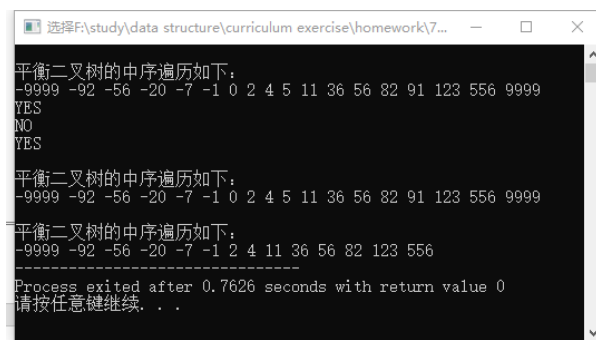 选择F:\study\data structure\curriculum exercise\homework\7...
平衡二叉树的中序遍历如下：
-9999 -92 -56 -20 -7 -1 0 2 4 5 11 36 56 82 91 123 556 9999
YES
NO
YES
平衡二叉树的中序遍历如下：
-9999 -92 -56 -20 -7 -1 0 2 4 5 11 36 56 82 91 123 556 9999
平衡二叉树的中序遍历如下：
-9999 -92 -56 -20 -7 -1 2 4 11 36 56 82 123 556
--------------------------------
Process exited after 0.7626 seconds with return value 0
请按任意键继续. . .